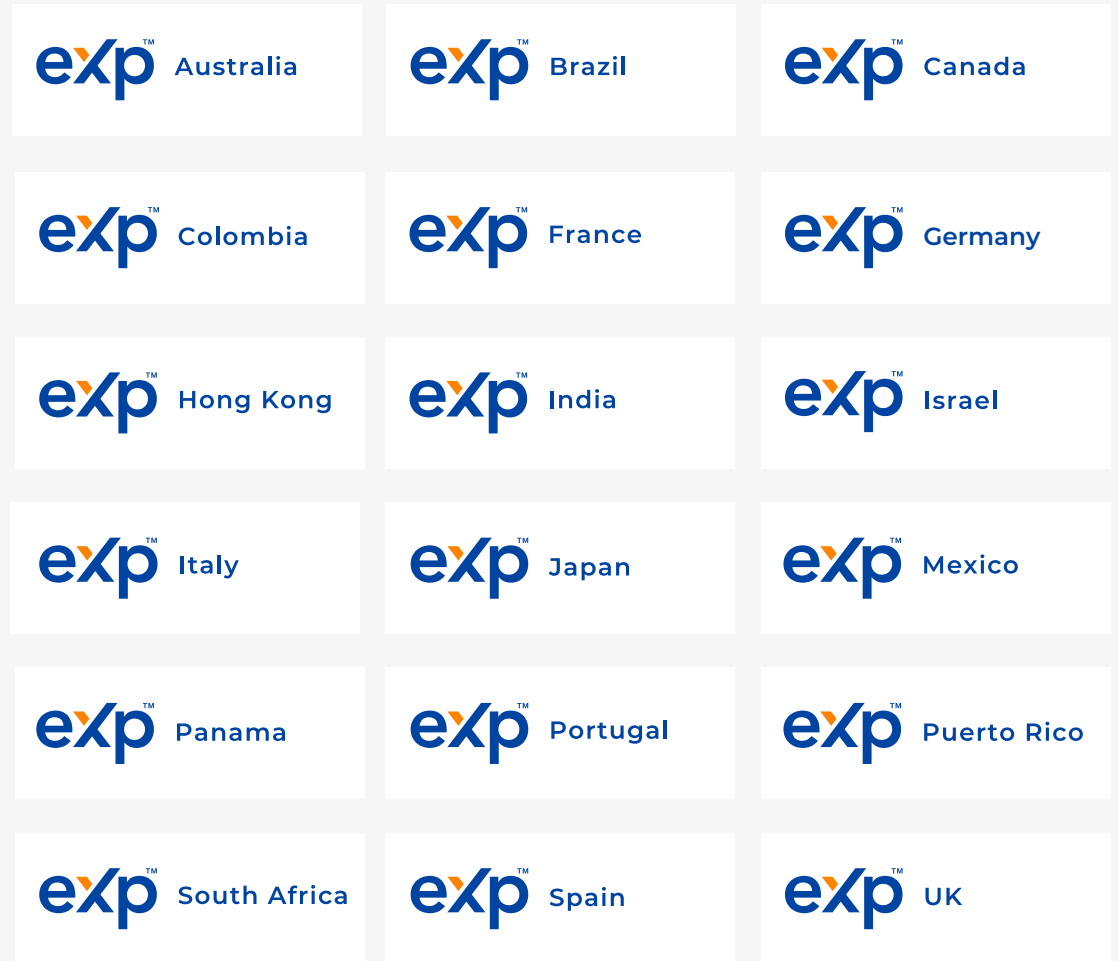 exp™ Australia
exp™ Brazil
exp™ Canada
exp™ Colombia
exp™ France
exp™ Germany
exp™ Hong Kong
exp™ India
exp™ Israel
exp™ Italy
exp™ Japan
exp™ Mexico
exp™ Panama
exp™ Portugal
exp™ Puerto Rico
exp™ South Africa
exp™ Spain
exp™ UK